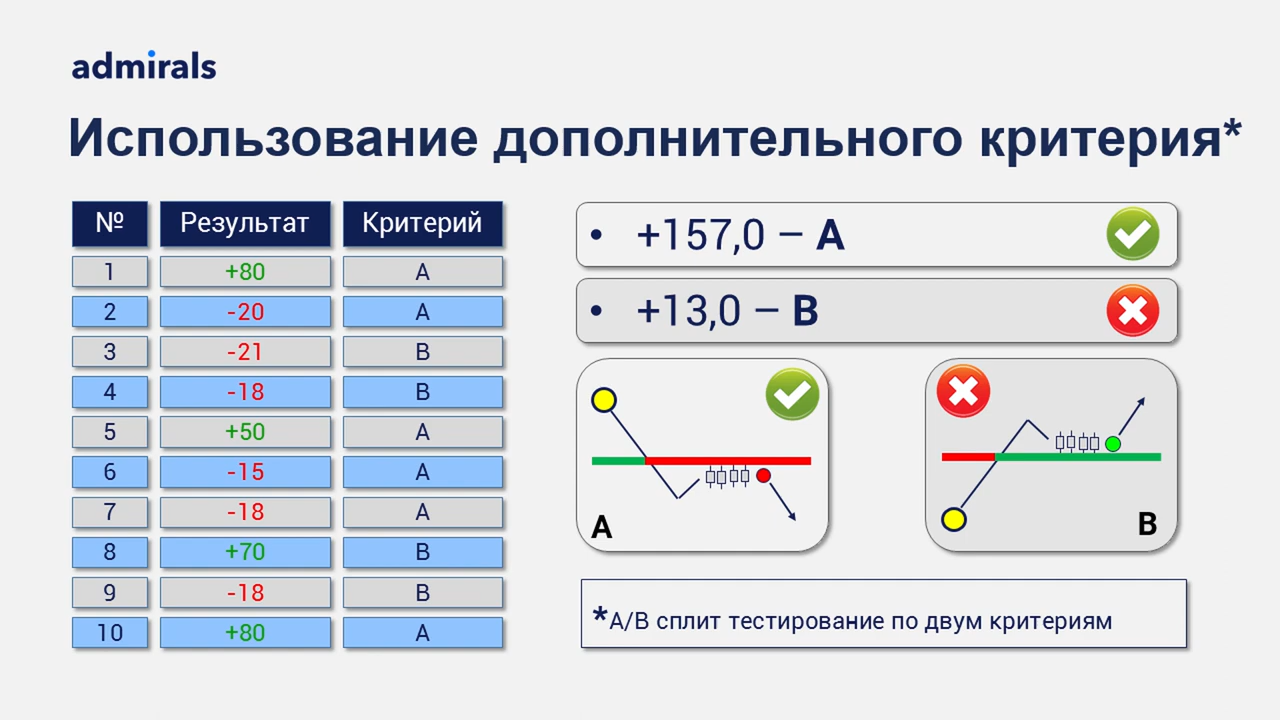 admirals
Использование дополнительного критерия*
№ Результат Критерий
1 +80 A
2 -20 A
3 -21 B
4 -18 B
5 +50 A
6 -15 A
7 -18 A
8 +70 B
9 -18 B
10 +80 A
• +157,0 – A
• +13,0 – B
A
B
*A/B сплит тестирование по двум критериям